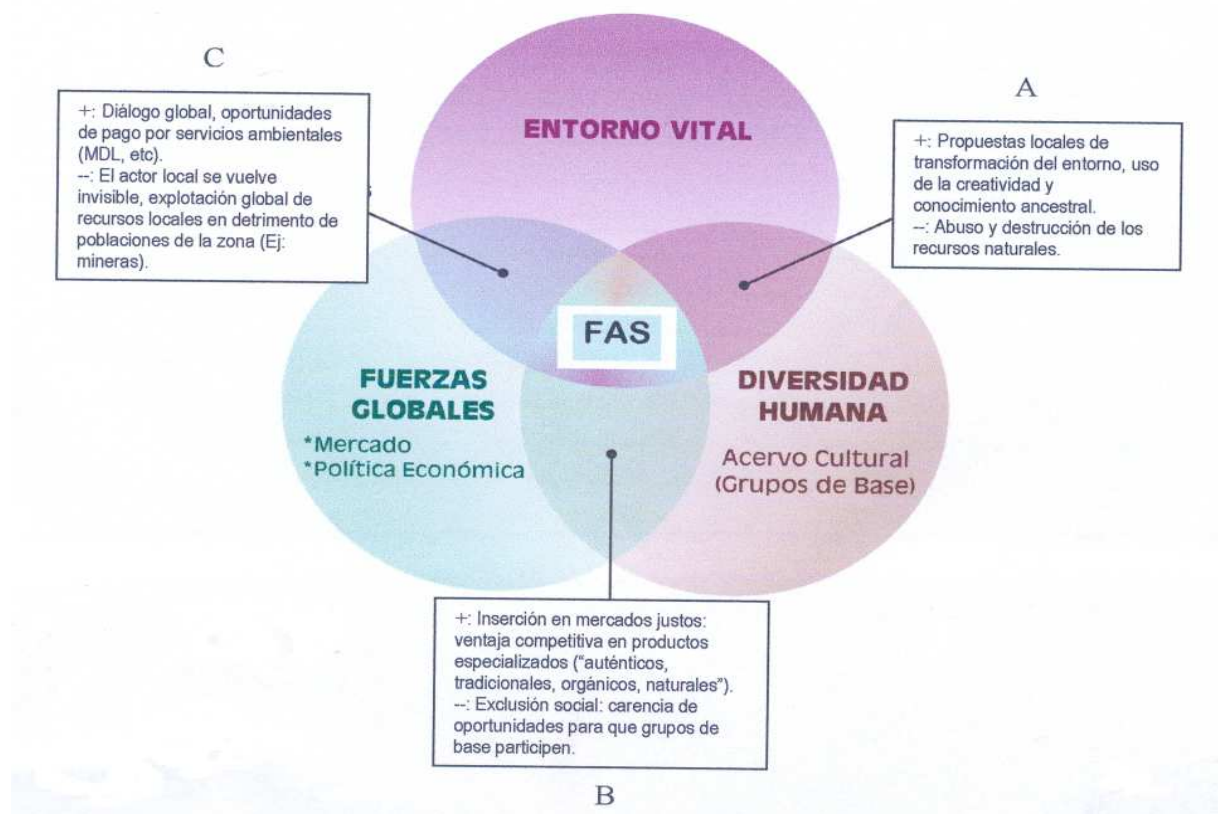 C
+: Diálogo global, oportunidades
de pago por servicios ambientales
(MDL, etc).
--: El actor local se vuelve
invisible, explotación global de
recursos locales en detrimento de
poblaciones de la zona (Ej:
mineras).
ENTORNO VITAL
A
+: Propuestas locales de
transformación del entorno, uso
de la creatividad y
conocimiento ancestral.
--: Abuso y destrucción de los
recursos naturales.
FAS
FUERZAS
GLOBALES
*Mercado
*Política Económica
DIVERSIDAD
HUMANA
Acervo Cultural
(Grupos de Base)
+: Inserción en mercados justos:
ventaja competitiva en productos
especializados ("auténticos,
tradicionales, orgánicos, naturales").
--: Exclusión social: carencia de
oportunidades para que grupos de
base participen.
B